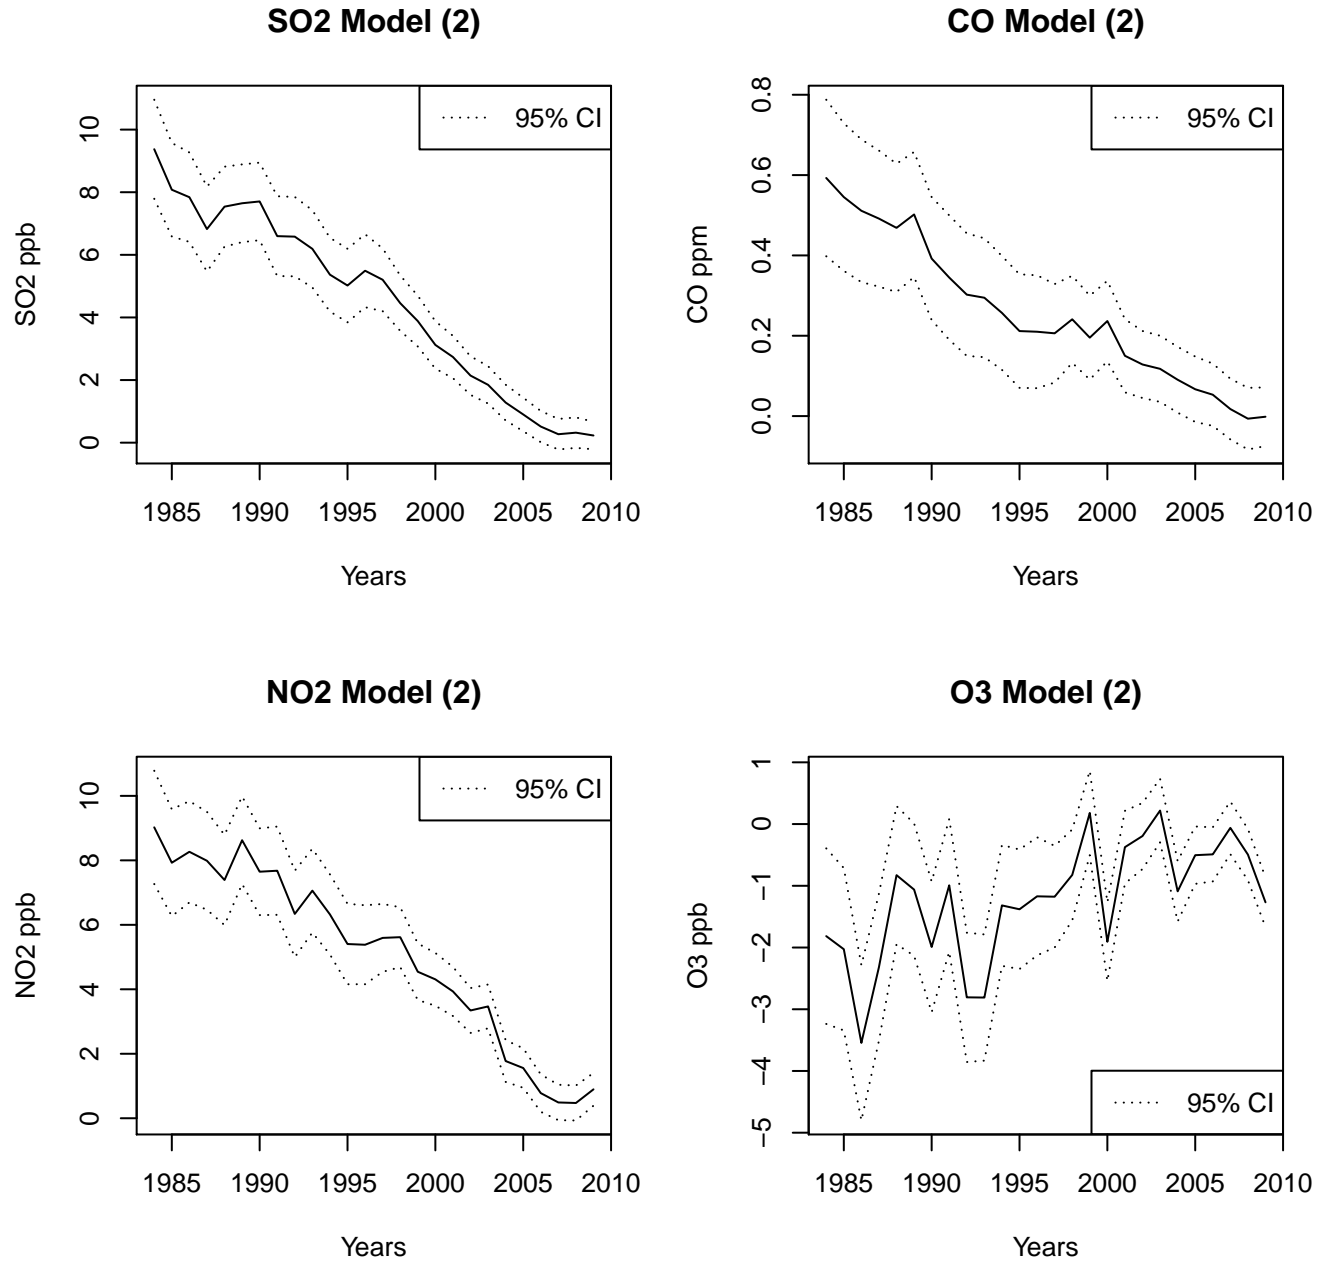 SO2 Model (2)
SO2 ppb
10
8
6
4
2
0
95% CI
1985 1990 1995 2000 2005 2010
Years
CO Model (2)
CO ppm
0.8
0.6
0.4
0.2
0.0
95% CI
1985 1990 1995 2000 2005 2010
Years
NO2 Model (2)
NO2 ppb
10
8
6
4
2
0
95% CI
1985 1990 1995 2000 2005 2010
Years
O3 Model (2)
O3 ppb
1
0
−1
−2
−3
−4
−5
95% CI
1985 1990 1995 2000 2005 2010
Years